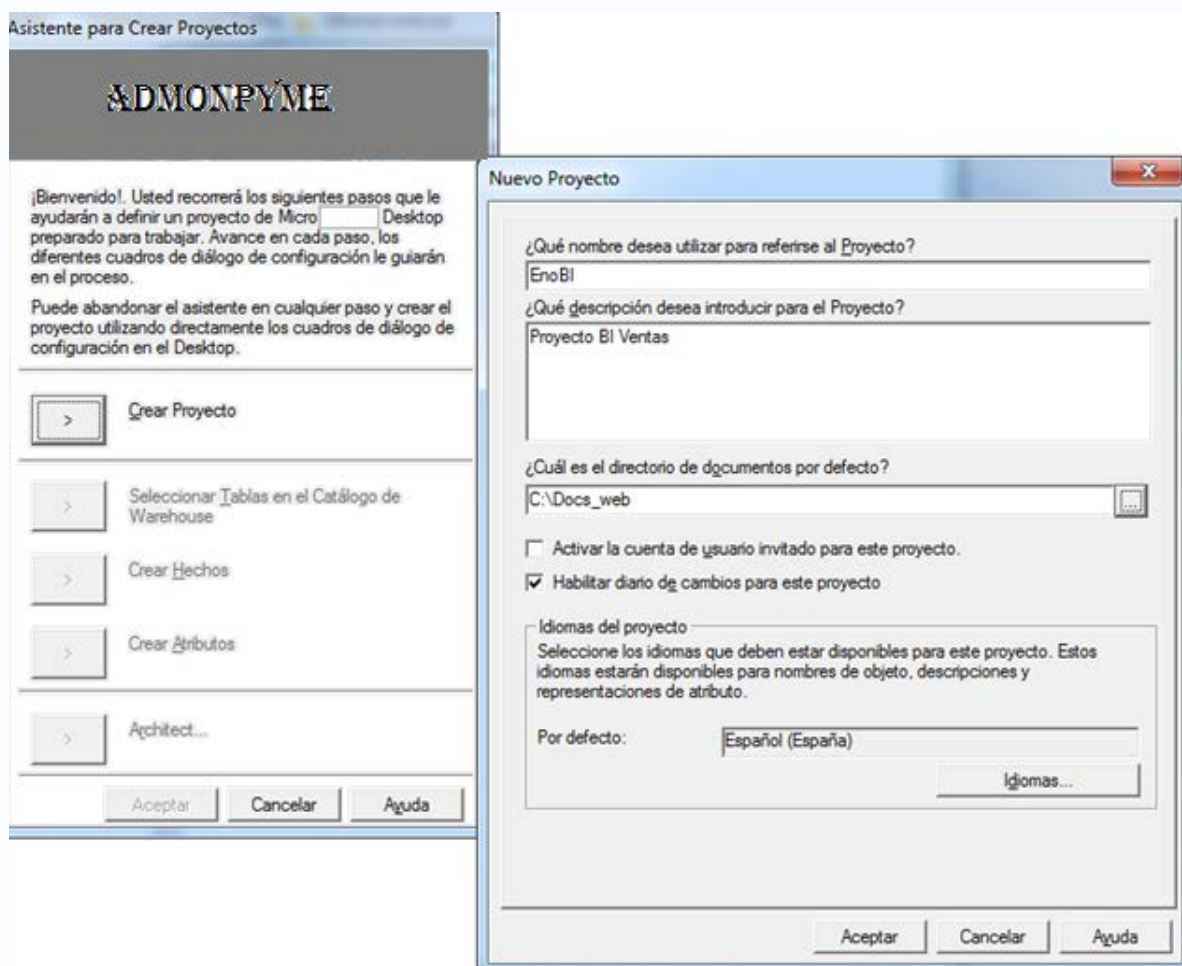 Asistente para Crear Proyectos
ADMONPYME
¡Bienvenido!. Usted recorrerá los siguientes pasos que le
ayudarán a definir un proyecto de Micro Desktop
preparado para trabajar. Avance en cada paso, los
diferentes cuadros de diálogo de configuración le guiarán
en el proceso.
Puede abandonar el asistente en cualquier paso y crear el
proyecto utilizando directamente los cuadros de diálogo de
configuración en el Desktop.
> Crear Proyecto
> Seleccionar Tablas en el Catálogo de
Warehouse
> Crear Hechos
> Crear Atributos
> Architect...
Aceptar Cancelar Ayuda
Nuevo Proyecto
¿Qué nombre desea utilizar para referirse al Proyecto?
EnoBI
¿Qué descripción desea introducir para el Proyecto?
Proyecto BI Ventas
¿Cuál es el directorio de documentos por defecto?
C:\Docs_web ...
Activar la cuenta de usuario invitado para este proyecto.
Habilitar diario de cambios para este proyecto
Idiomas del proyecto
Seleccione los idiomas que deben estar disponibles para este proyecto. Estos
idiomas estarán disponibles para nombres de objeto, descripciones y
representaciones de atributo.
Por defecto: Español (España)
Idiomas...
Aceptar Cancelar Ayuda